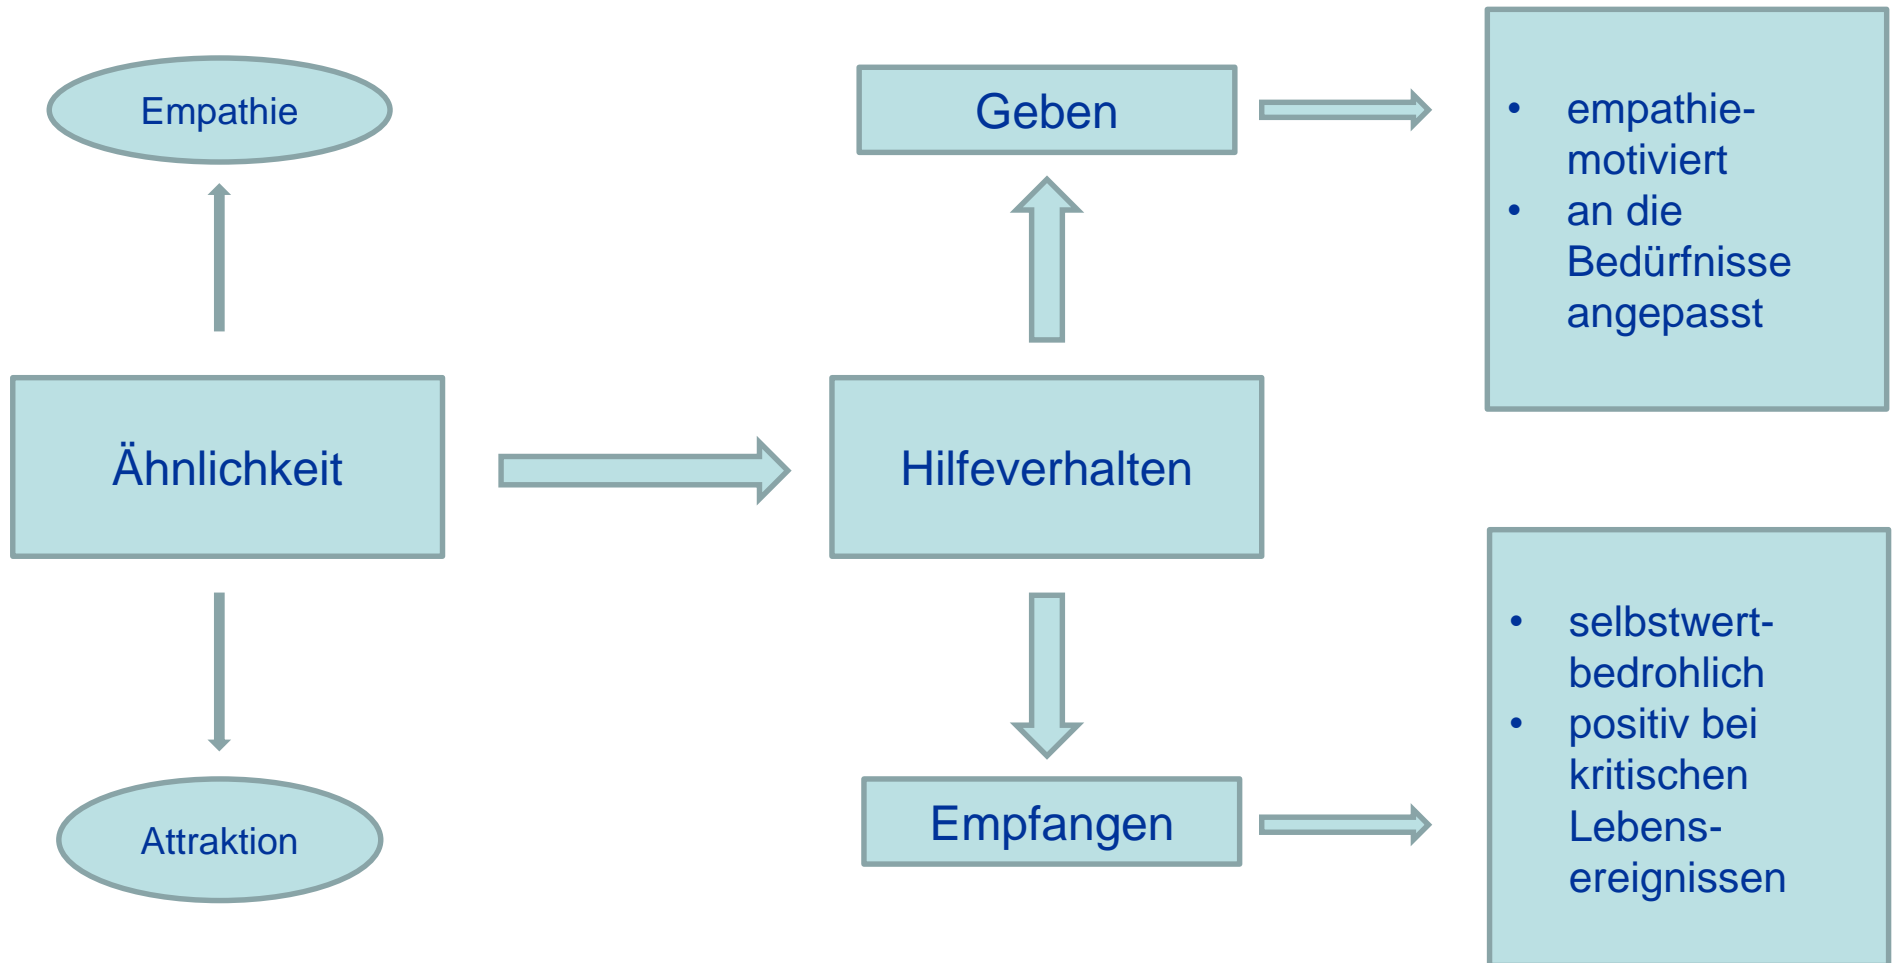 Empathie
Geben
• empathie-
motiviert
• an die
Bedürfnisse
angepasst
Ähnlichkeit
Hilfeverhalten
Attraktion
Empfangen
• selbstwert-
bedrohlich
• positiv bei
kritischen
Lebens-
ereignissen